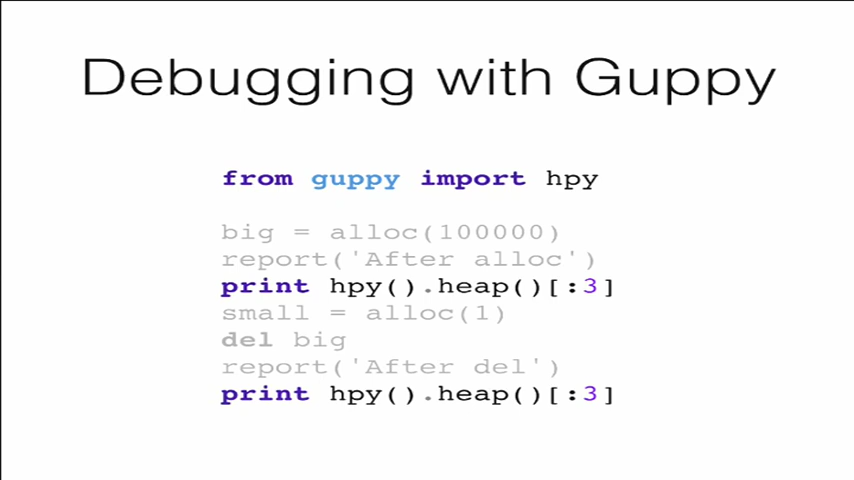 Debugging with Guppy
from guppy import hpy
big = alloc(100000)
report('After alloc')
print hpy().heap()[:3]
small = alloc(1)
del big
report('After del')
print hpy().heap()[:3]